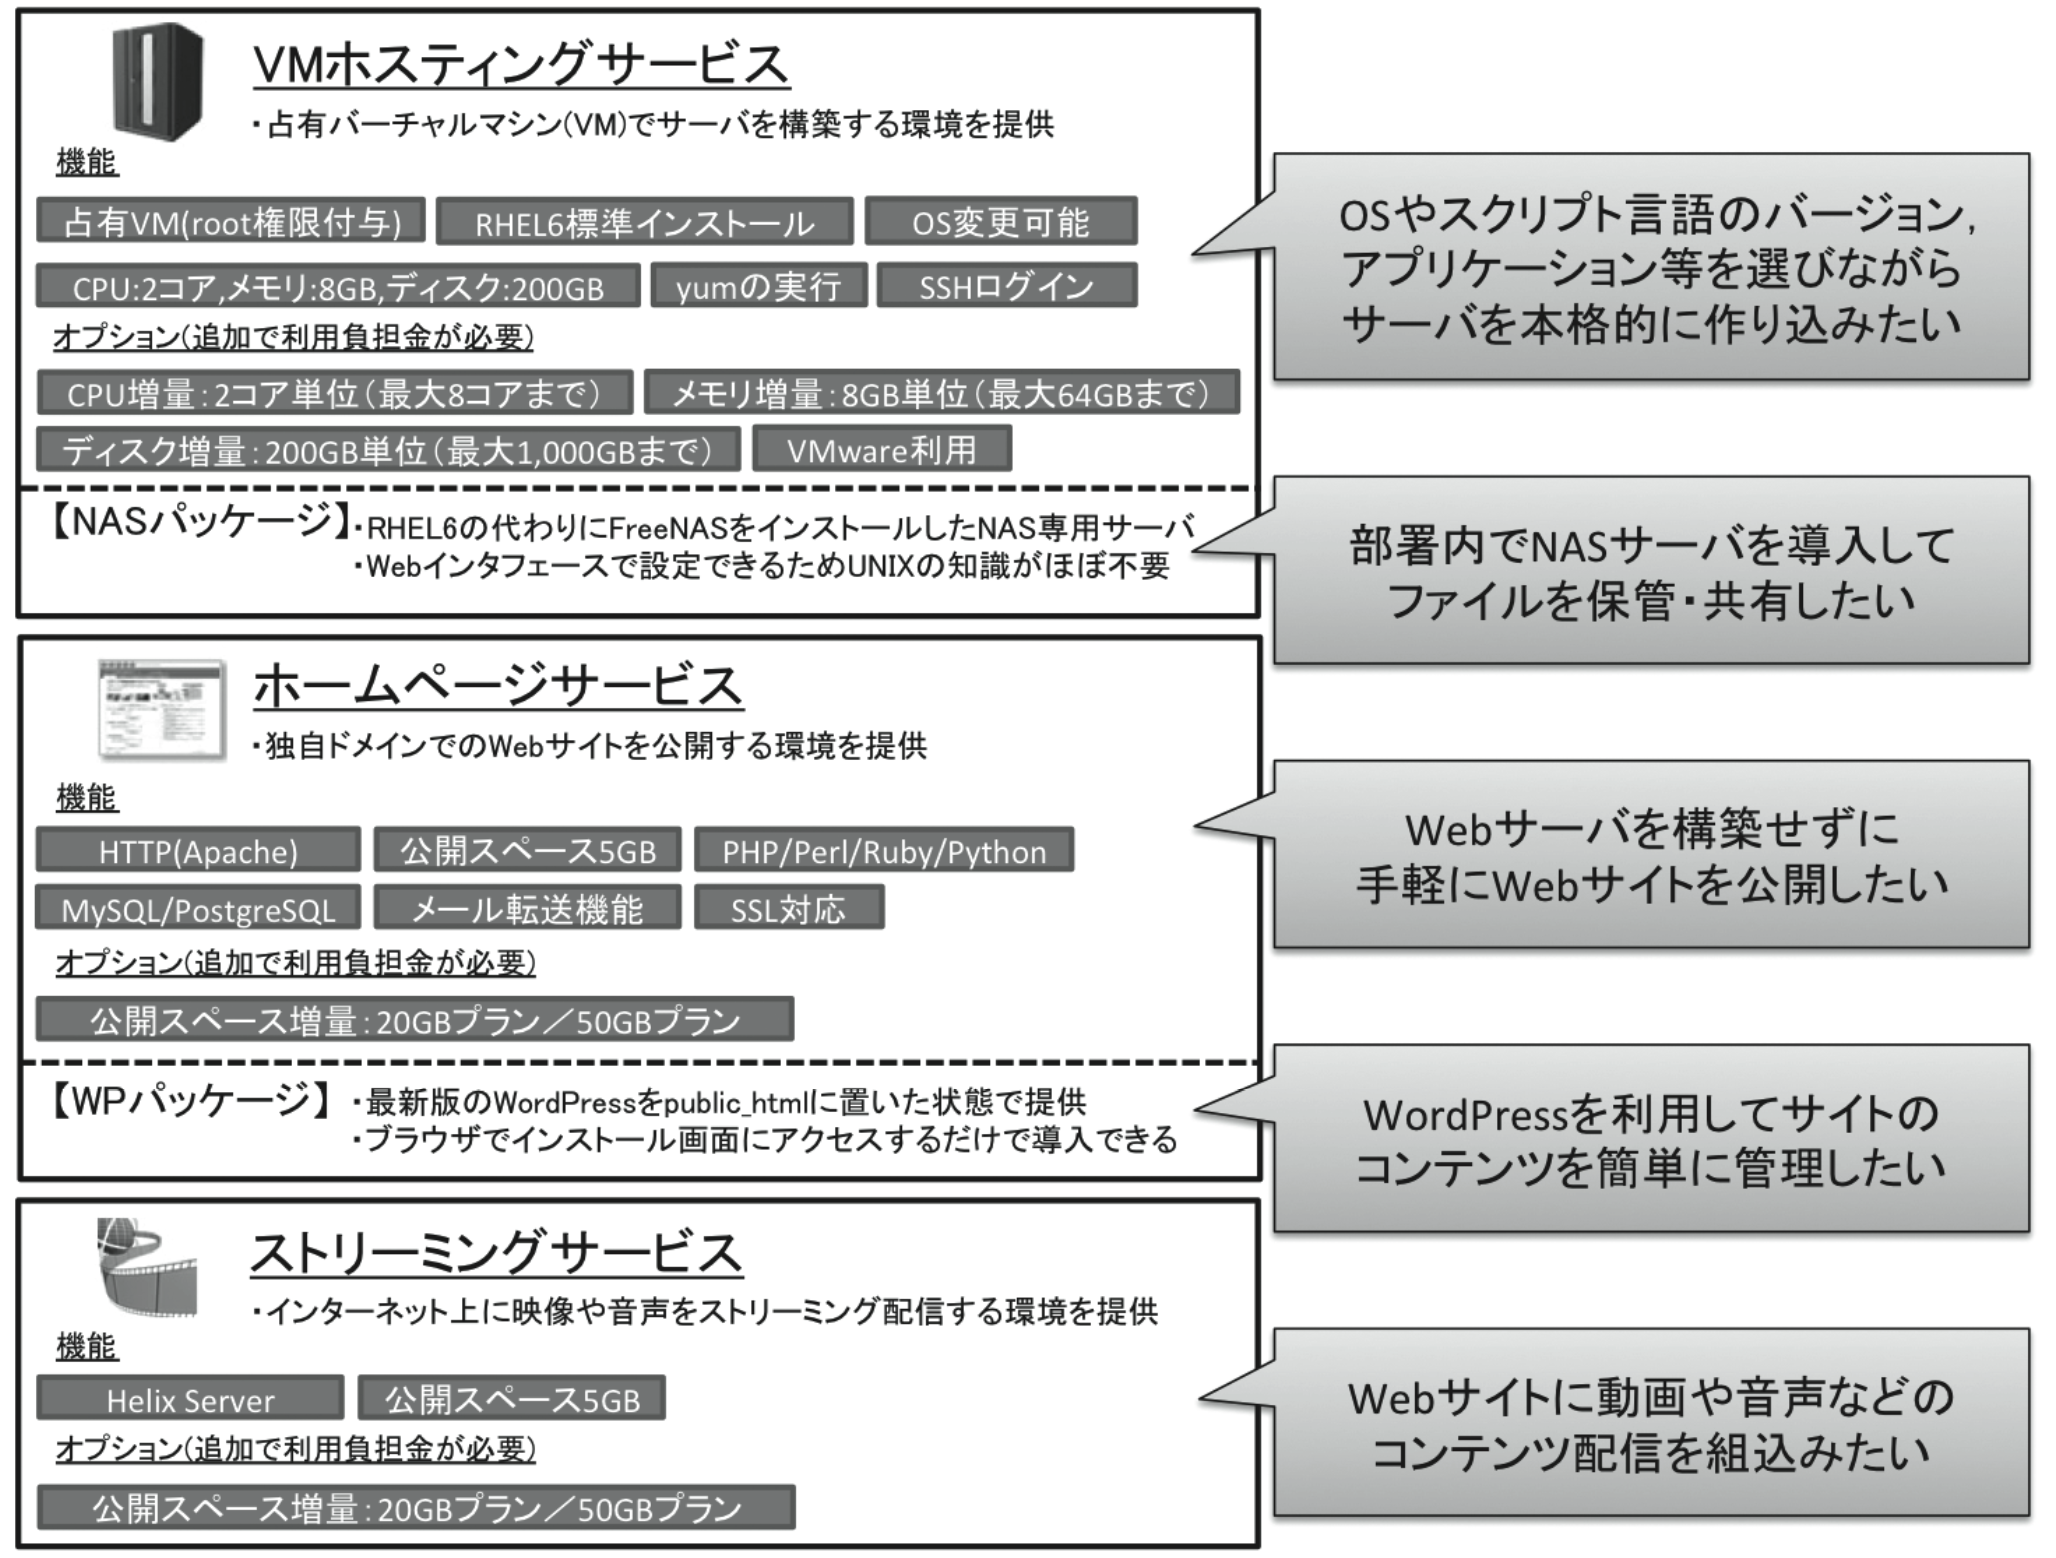 VMホスティングサービス
・占有バーチャルマシン(VM)でサーバを構築する環境を提供
機能
占有VM(root権限付与)
RHEL6標準インストール
OS変更可能
CPU:2コア,メモリ:8GB,ディスク:200GB
yumの実行
SSHログイン
オプション(追加で利用負担金が必要)
CPU増量:2コア単位(最大8コアまで)
メモリ増量:8GB単位(最大64GBまで)
ディスク増量:200GB単位(最大1,000GBまで)
VMware利用
OSやスクリプト言語のバージョン,
アプリケーション等を選びながら
サーバを本格的に作り込みたい
【NASパッケージ】・RHEL6の代わりにFreeNASをインストールしたNAS専用サーバ
・Webインタフェースで設定できるためUNIXの知識がほぼ不要
部署内でNASサーバを導入して
ファイルを保管・共有したい
ホームページサービス
・独自ドメインでのWebサイトを公開する環境を提供
機能
HTTP(Apache)
公開スペース5GB
PHP/Perl/Ruby/Python
MySQL/PostgreSQL
メール転送機能
SSL対応
オプション(追加で利用負担金が必要)
公開スペース増量:20GBプラン／50GBプラン
Webサーバを構築せずに
手軽にWebサイトを公開したい
【WPパッケージ】・最新版のWordPressをpublic_htmlに置いた状態で提供
・ブラウザでインストール画面にアクセスするだけで導入できる
WordPressを利用してサイトの
コンテンツを簡単に管理したい
ストリーミングサービス
・インターネット上に映像や音声をストリーミング配信する環境を提供
機能
Helix Server
公開スペース5GB
オプション(追加で利用負担金が必要)
公開スペース増量:20GBプラン／50GBプラン
Webサイトに動画や音声などの
コンテンツ配信を組込みたい